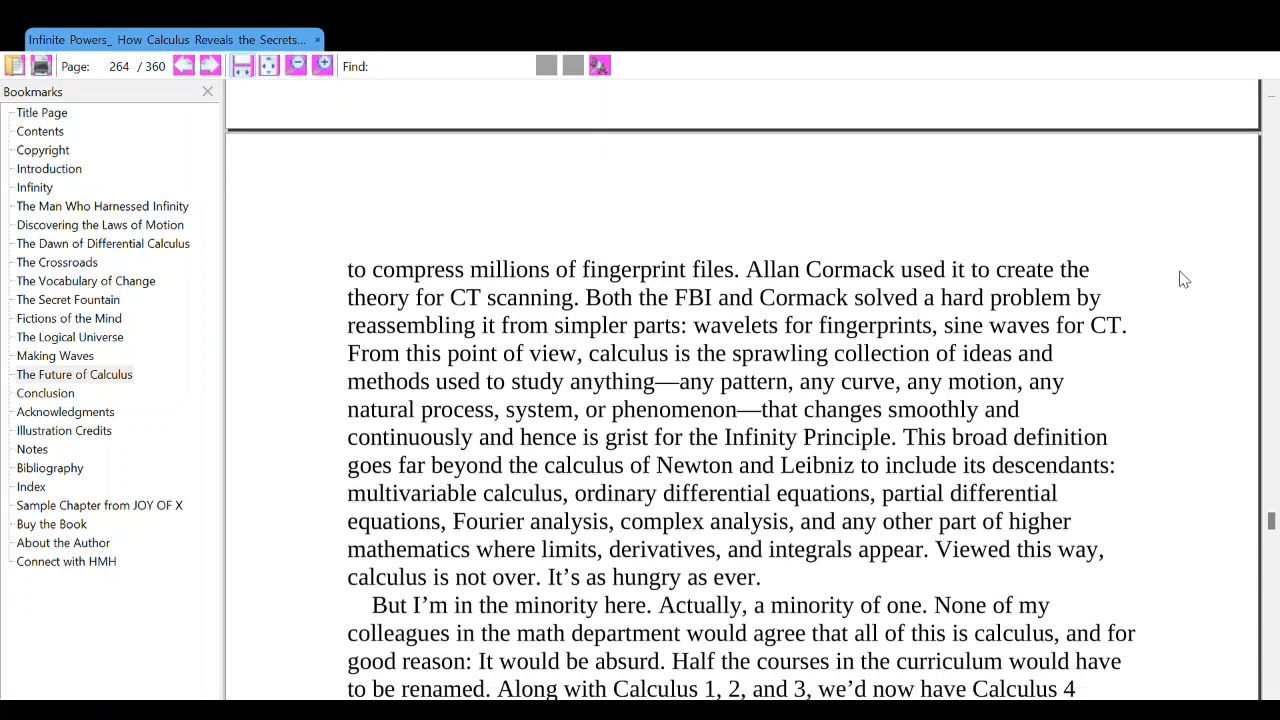 Infinite Powers_ How Calculus Reveals the Secrets... ×
Page: 264 / 360 Find:
Bookmarks
Title Page
Contents
Copyright
Introduction
Infinity
The Man Who Harnessed Infinity
Discovering the Laws of Motion
The Dawn of Differential Calculus
The Crossroads
The Vocabulary of Change
The Secret Fountain
Fictions of the Mind
The Logical Universe
Making Waves
The Future of Calculus
Conclusion
Acknowledgments
Illustration Credits
Notes
Bibliography
Index
Sample Chapter from JOY OF X
Buy the Book
About the Author
Connect with HMH
to compress millions of fingerprint files. Allan Cormack used it to create the
theory for CT scanning. Both the FBI and Cormack solved a hard problem by
reassembling it from simpler parts: wavelets for fingerprints, sine waves for CT.
From this point of view, calculus is the sprawling collection of ideas and
methods used to study anything—any pattern, any curve, any motion, any
natural process, system, or phenomenon—that changes smoothly and
continuously and hence is grist for the Infinity Principle. This broad definition
goes far beyond the calculus of Newton and Leibniz to include its descendants:
multivariable calculus, ordinary differential equations, partial differential
equations, Fourier analysis, complex analysis, and any other part of higher
mathematics where limits, derivatives, and integrals appear. Viewed this way,
calculus is not over. It’s as hungry as ever.
But I’m in the minority here. Actually, a minority of one. None of my
colleagues in the math department would agree that all of this is calculus, and for
good reason: It would be absurd. Half the courses in the curriculum would have
to be renamed. Along with Calculus 1, 2, and 3, we’d now have Calculus 4